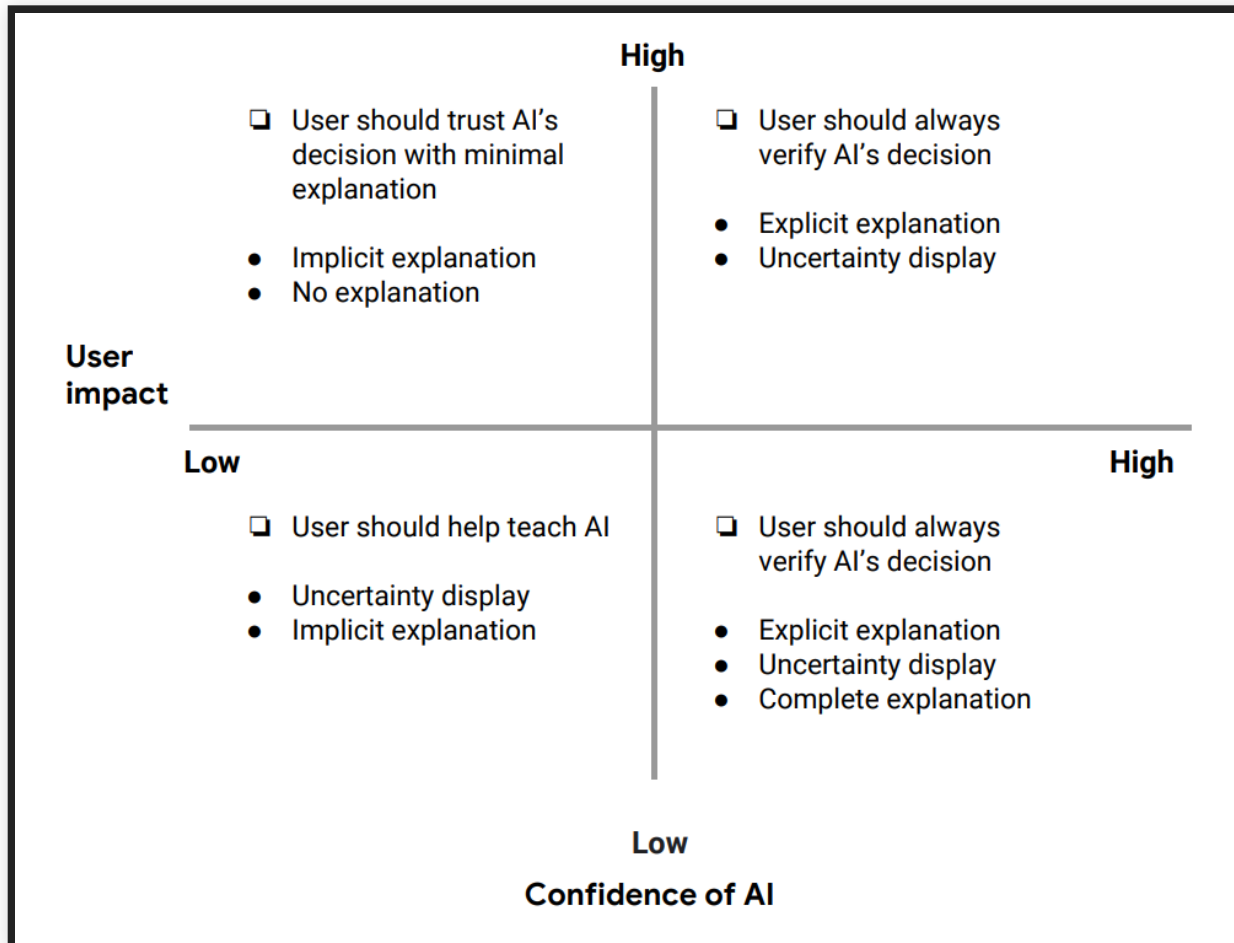 High
❏ User should trust AI's
decision with minimal
explanation
● Implicit explanation
● No explanation
❏ User should always
verify AI's decision
● Explicit explanation
● Uncertainty display
User
impact
Low
High
❏ User should help teach AI
● Uncertainty display
● Implicit explanation
❏ User should always
verify AI's decision
● Explicit explanation
● Uncertainty display
● Complete explanation
Low
Confidence of AI